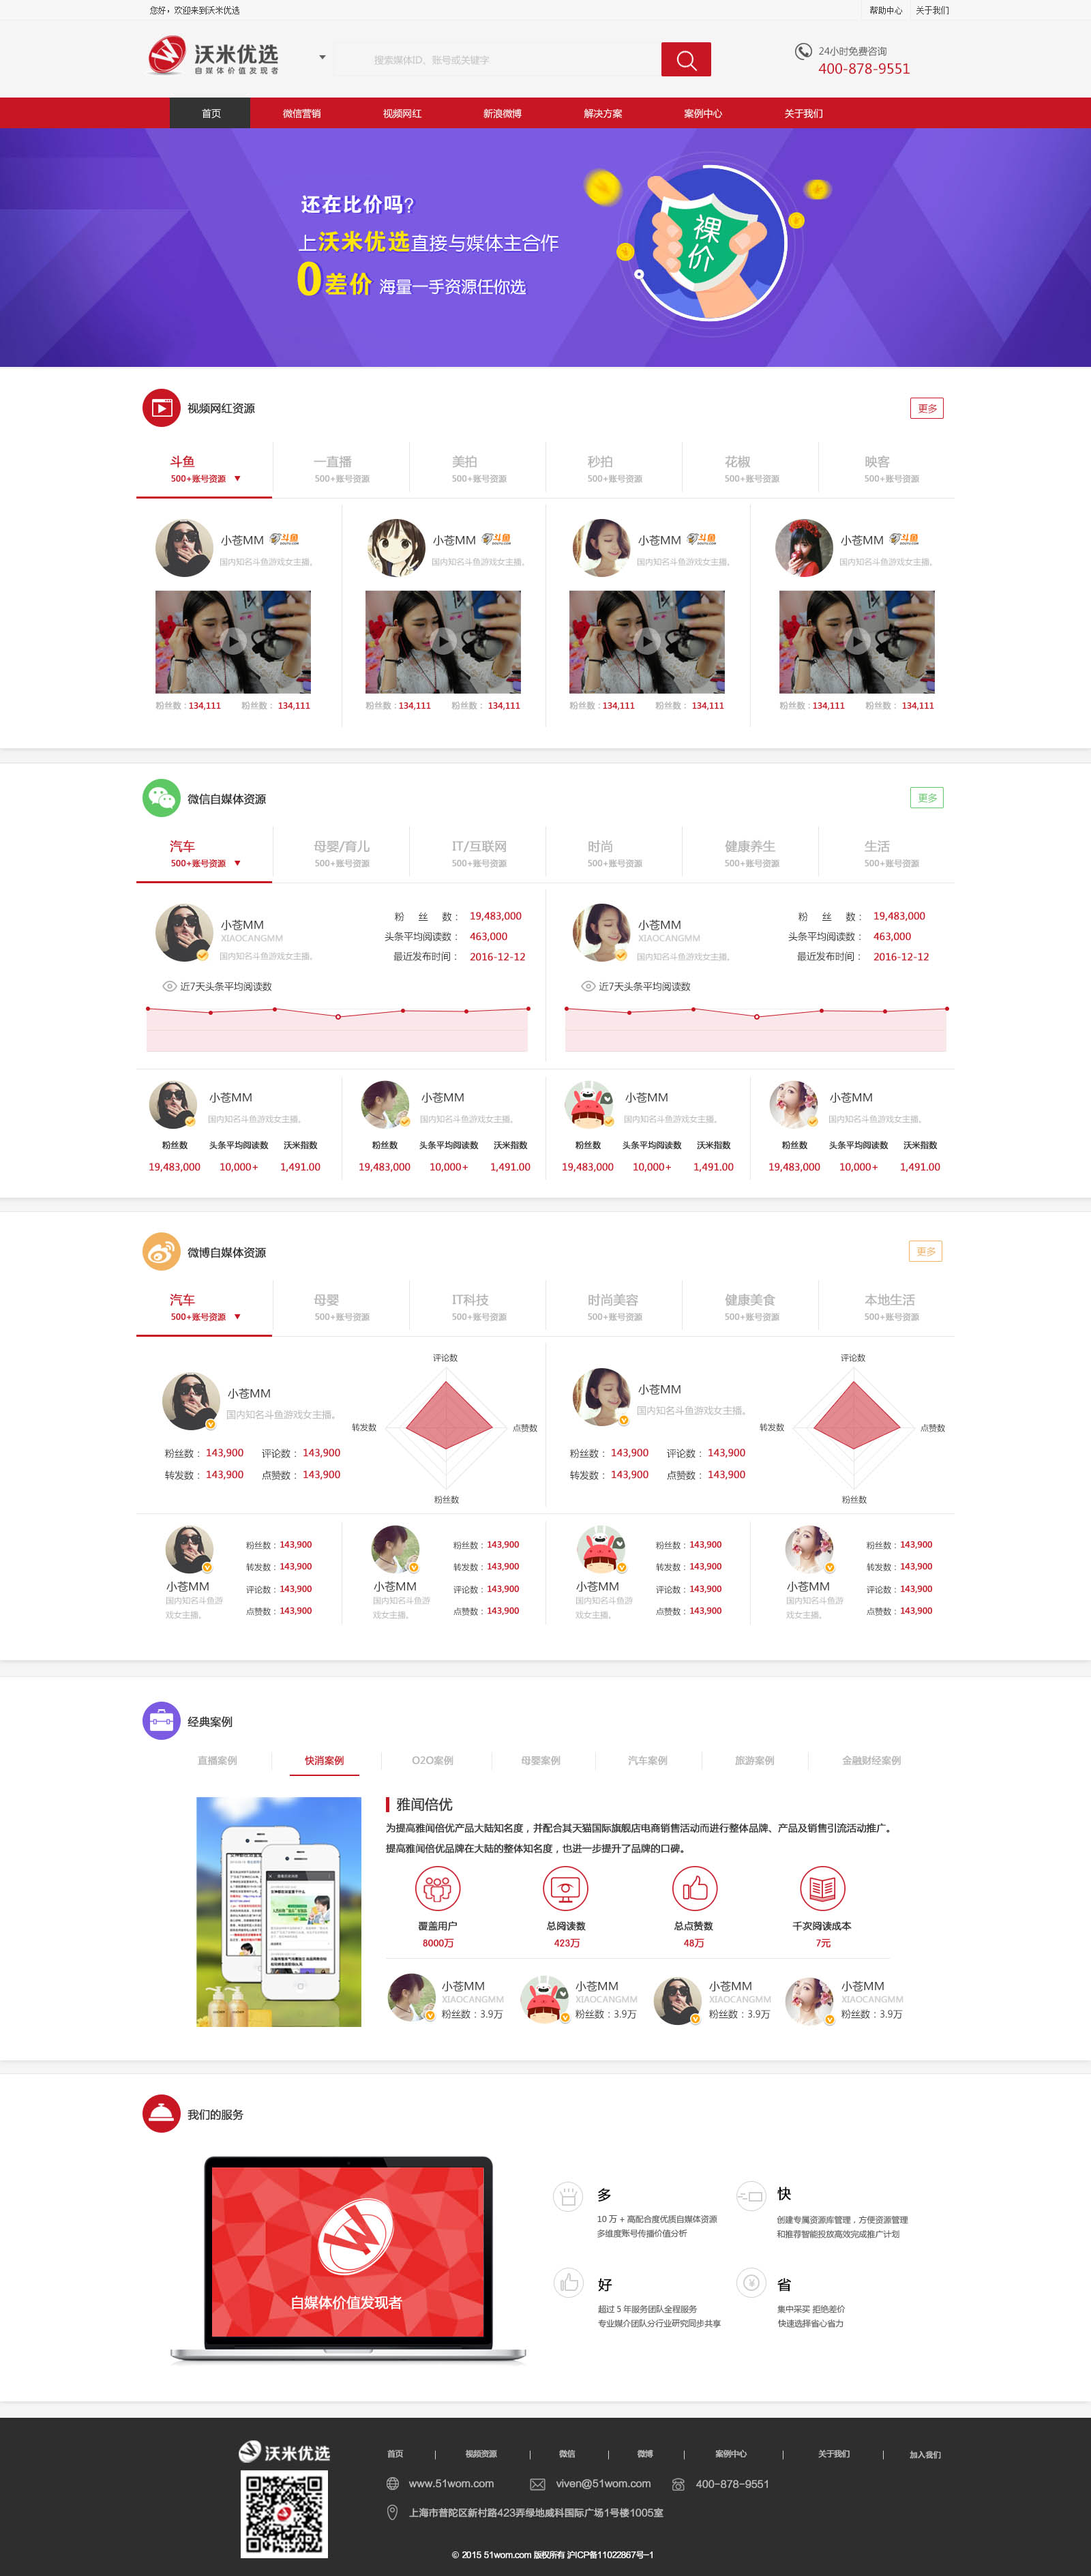 您好，欢迎来到沃米优选
帮助中心
关于我们
沃米优选
自媒体价值发现者
搜索媒体ID、账号或关键字
24小时免费咨询
400-878-9551
首页 微信营销 视频网红 新浪微博 解决方案 案例中心 关于我们
还在比价吗?
上沃米优选直接与媒体主合作
0差价 海量一手资源任你选
裸价
视频网红资源
更多
斗鱼 一直播 美拍 秒拍 花椒 映客
500+账号资源 500+账号资源 500+账号资源 500+账号资源 500+账号资源 500+账号资源
小苍MM 斗鱼 小苍MM 斗鱼 小苍MM 斗鱼 小苍MM 斗鱼
国内知名斗鱼游戏女主播。 国内知名斗鱼游戏女主播。 国内知名斗鱼游戏女主播。 国内知名斗鱼游戏女主播。
粉丝数：134,111 粉丝数：134,111 粉丝数：134,111 粉丝数：134,111 粉丝数：134,111 粉丝数：134,111 粉丝数：134,111 粉丝数：134,111
微信自媒体资源
更多
汽车 母婴/育儿 IT/互联网 时尚 健康养生 生活
500+账号资源 500+账号资源 500+账号资源 500+账号资源 500+账号资源 500+账号资源
小苍MM
XIAOCANGMM
国内知名斗鱼游戏女主播。
粉 丝 数： 19,483,000
头条平均阅读数： 463,000
最近发布时间： 2016-12-12
近7天头条平均阅读数
小苍MM
XIAOCANGMM
国内知名斗鱼游戏女主播。
粉 丝 数： 19,483,000
头条平均阅读数： 463,000
最近发布时间： 2016-12-12
近7天头条平均阅读数
小苍MM 小苍MM 小苍MM 小苍MM
国内知名斗鱼游戏女主播。 国内知名斗鱼游戏女主播。 国内知名斗鱼游戏女主播。 国内知名斗鱼游戏女主播。
粉丝数 头条平均阅读数 沃米指数 粉丝数 头条平均阅读数 沃米指数 粉丝数 头条平均阅读数 沃米指数 粉丝数 头条平均阅读数 沃米指数
19,483,000 10,000+ 1,491.00 19,483,000 10,000+ 1,491.00 19,483,000 10,000+ 1,491.00 19,483,000 10,000+ 1,491.00
微博自媒体资源
更多
汽车 母婴 IT科技 时尚美容 健康美食 本地生活
500+账号资源 500+账号资源 500+账号资源 500+账号资源 500+账号资源 500+账号资源
小苍MM
国内知名斗鱼游戏女主播。
粉丝数：143,900 评论数：143,900
转发数：143,900 点赞数：143,900
评论数
转发数 点赞数
粉丝数
小苍MM
国内知名斗鱼游戏女主播。
粉丝数：143,900 评论数：143,900
转发数：143,900 点赞数：143,900
评论数
转发数 点赞数
粉丝数
小苍MM
国内知名斗鱼游
戏女主播。
粉丝数：143,900
转发数：143,900
评论数：143,900
点赞数：143,900
小苍MM
国内知名斗鱼游
戏女主播。
粉丝数：143,900
转发数：143,900
评论数：143,900
点赞数：143,900
小苍MM
国内知名斗鱼游
戏女主播。
粉丝数：143,900
转发数：143,900
评论数：143,900
点赞数：143,900
小苍MM
国内知名斗鱼游
戏女主播。
粉丝数：143,900
转发数：143,900
评论数：143,900
点赞数：143,900
经典案例
直播案例 快消案例 O2O案例 母婴案例 汽车案例 旅游案例 金融财经案例
雅闻倍优
为提高雅闻倍优产品大陆知名度，并配合其天猫国际旗舰店电商销售活动而进行整体品牌、产品及销售引流活动推广。
提高雅闻倍优品牌在大陆的整体知名度，也进一步提升了品牌的口碑。
覆盖用户 总阅读数 总点赞数 千次阅读成本
8000万 423万 48万 7元
小苍MM 小苍MM 小苍MM 小苍MM
XIAOCANGMM XIAOCANGMM XIAOCANGMM XIAOCANGMM
粉丝数：3.9万 粉丝数：3.9万 粉丝数：3.9万 粉丝数：3.9万
我们的服务
自媒体价值发现者
多
10 万 + 高配合度优质自媒体资源
多维度账号传播价值分析
快
创建专属资源库管理，方便资源管理
和推荐智能投放高效完成推广计划
好
超过 5 年服务团队全程服务
专业媒介团队分行业研究同步共享
省
集中采买 拒绝差价
快速选择省心省力
沃米优选
首页 | 视频资源 | 微信 | 微博 | 案例中心 | 关于我们 | 加入我们
www.51wom.com viven@51wom.com 400-878-9551
上海市普陀区新村路423弄绿地威科国际广场1号楼1005室
© 2015 51wom.com 版权所有 沪ICP备11022867号-1